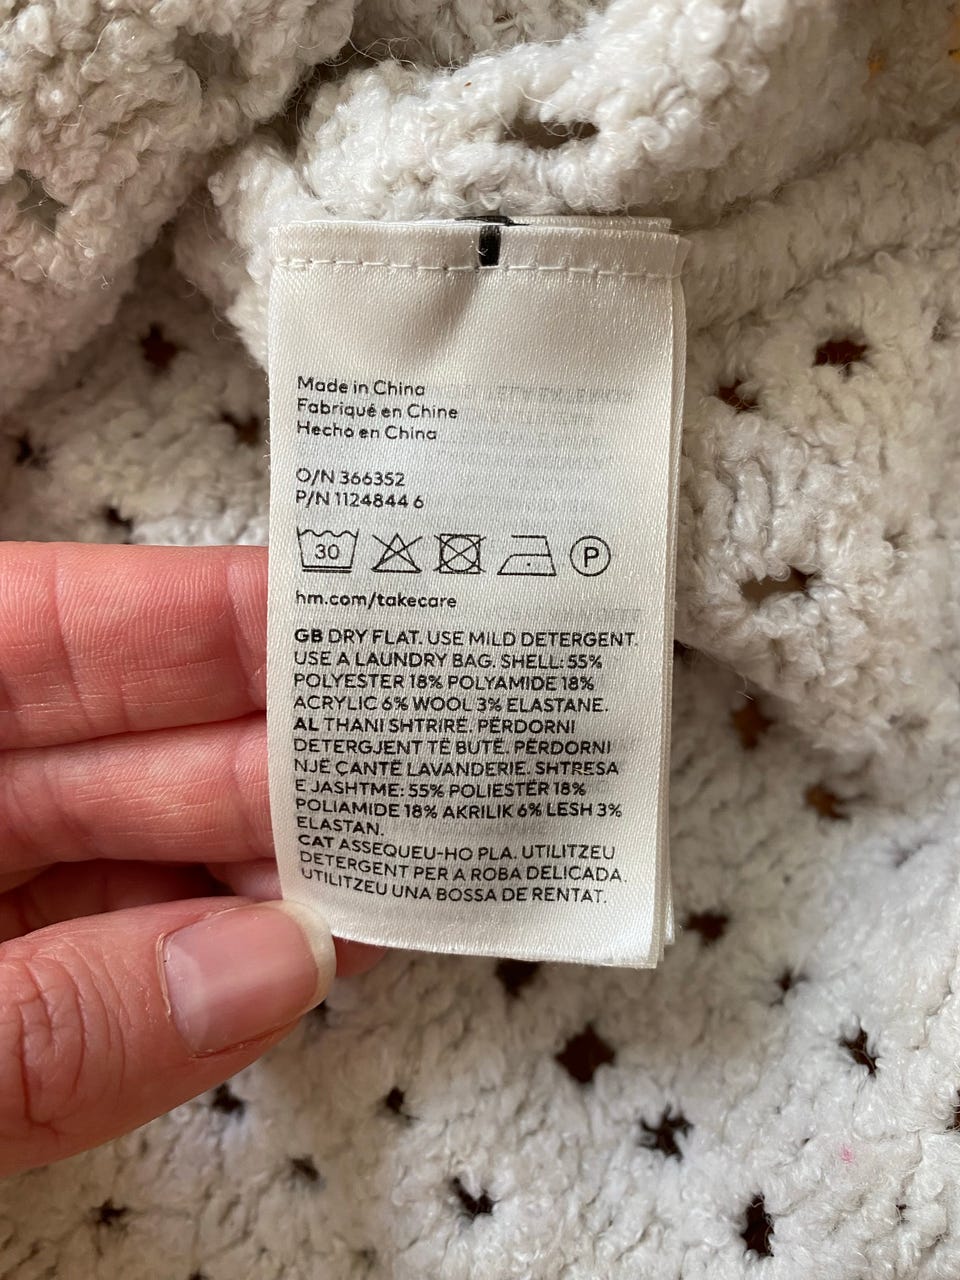 Made in China
Fabriqué en Chine
Hecho en China
O/N 366352
P/N 1124844 6
30
P
hm.com/takecare
GB DRY FLAT. USE MILD DETERGENT.
USE A LAUNDRY BAG. SHELL: 55%
POLYESTER 18% POLYAMIDE 18%
ACRYLIC 6% WOOL 3% ELASTANE.
AL THANI SHTRIRË. PËRDORNI
DETERGJENT TË BUTË. PËRDORNI
NJË ÇANTË LAVANDERIE. SHTRESA
E JASHTME: 55% POLIESTËR 18%
POLIAMIDE 18% AKRILIK 6% LESH 3%
ELASTAN.
CAT ASSEQUEU-HO PLA. UTILITZEU
DETERGENT PER A ROBA DELICADA.
UTILITZEU UNA BOSSA DE RENTAT.